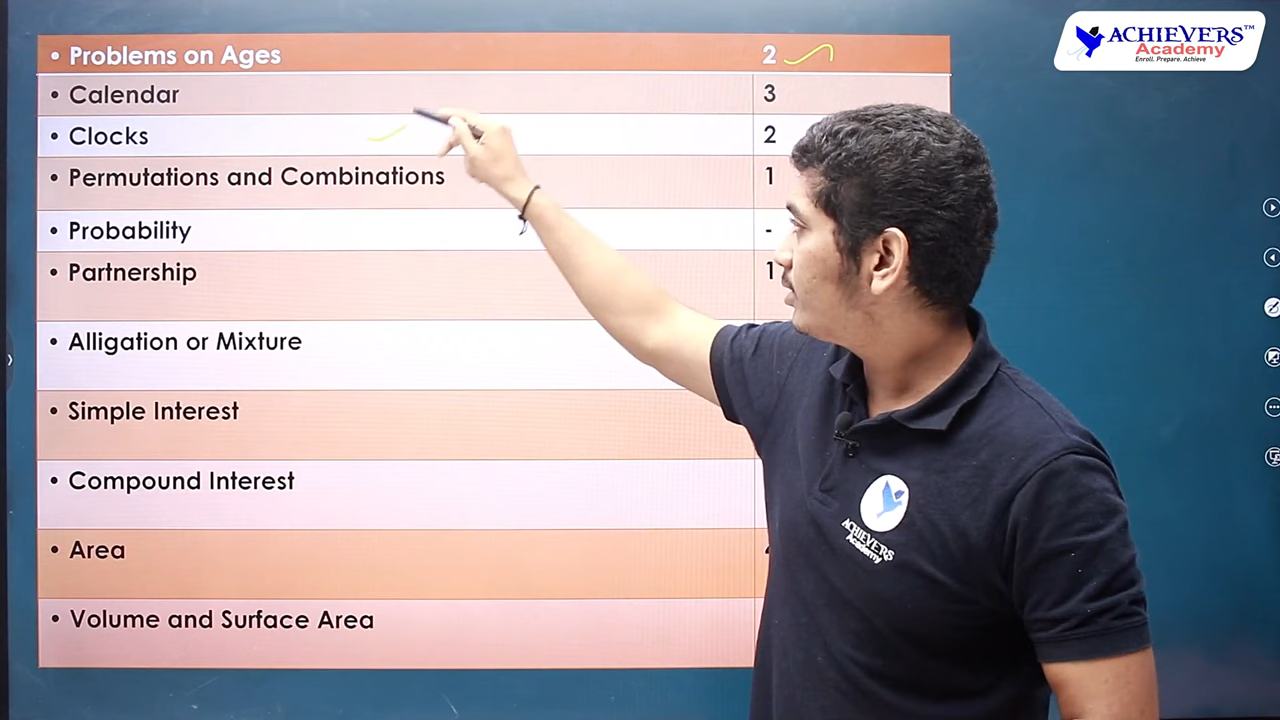 • Problems on Ages 2
• Calendar 3
• Clocks 2
• Permutations and Combinations 1
• Probability -
• Partnership 1
• Alligation or Mixture
• Simple Interest
• Compound Interest
• Area
• Volume and Surface Area
ACHIEVERS™
Academy
Enroll. Prepare. Achieve
ACHIEVERS
Academy